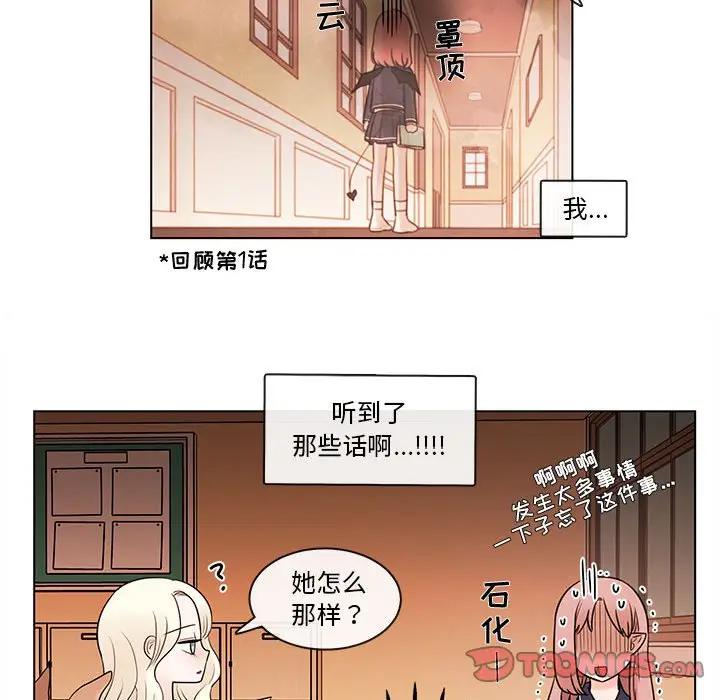 云
罩顶
我...
*回顾第1话
听到了
那些话啊...!!!!
啊啊啊
发生太多事情
一下子忘了这件事...
?
她怎么
那样？
石化
TOOMICS.COM